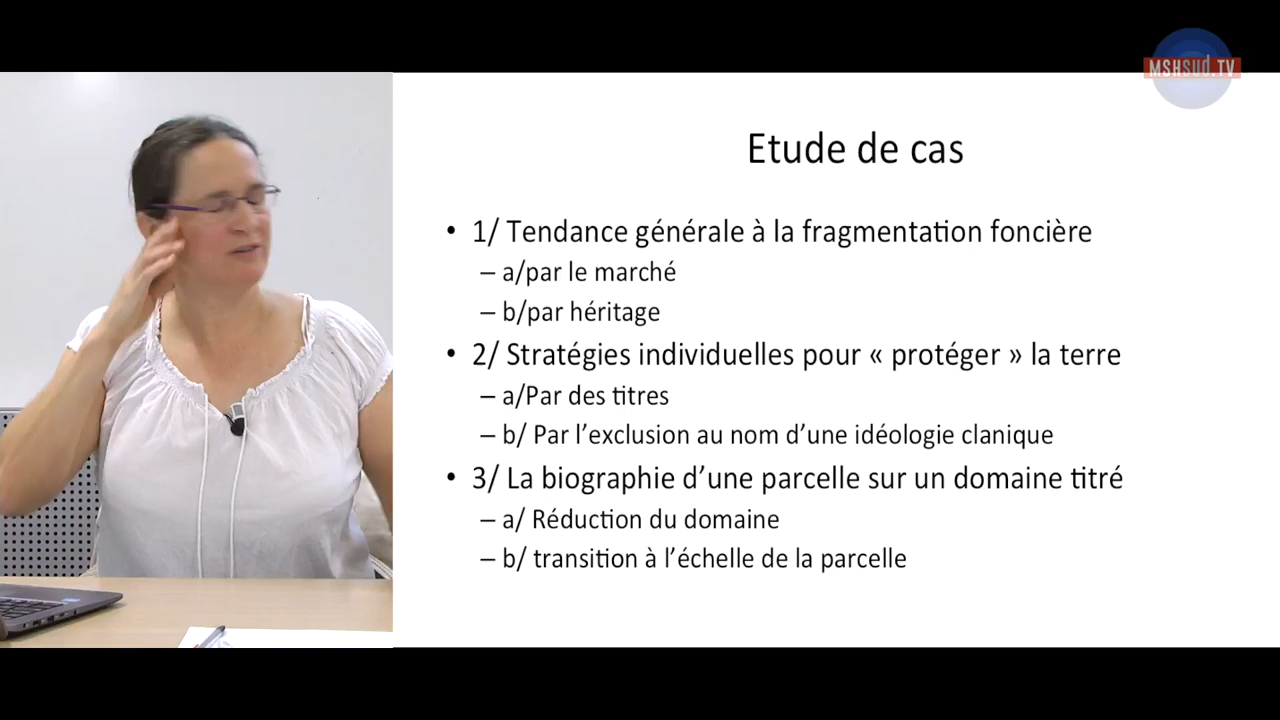 MSHSUD.TV
Etude de cas
• 1/ Tendance générale à la fragmentation foncière
– a/par le marché
– b/par héritage
• 2/ Stratégies individuelles pour « protéger » la terre
– a/Par des titres
– b/ Par l’exclusion au nom d’une idéologie clanique
• 3/ La biographie d’une parcelle sur un domaine titré
– a/ Réduction du domaine
– b/ transition à l’échelle de la parcelle